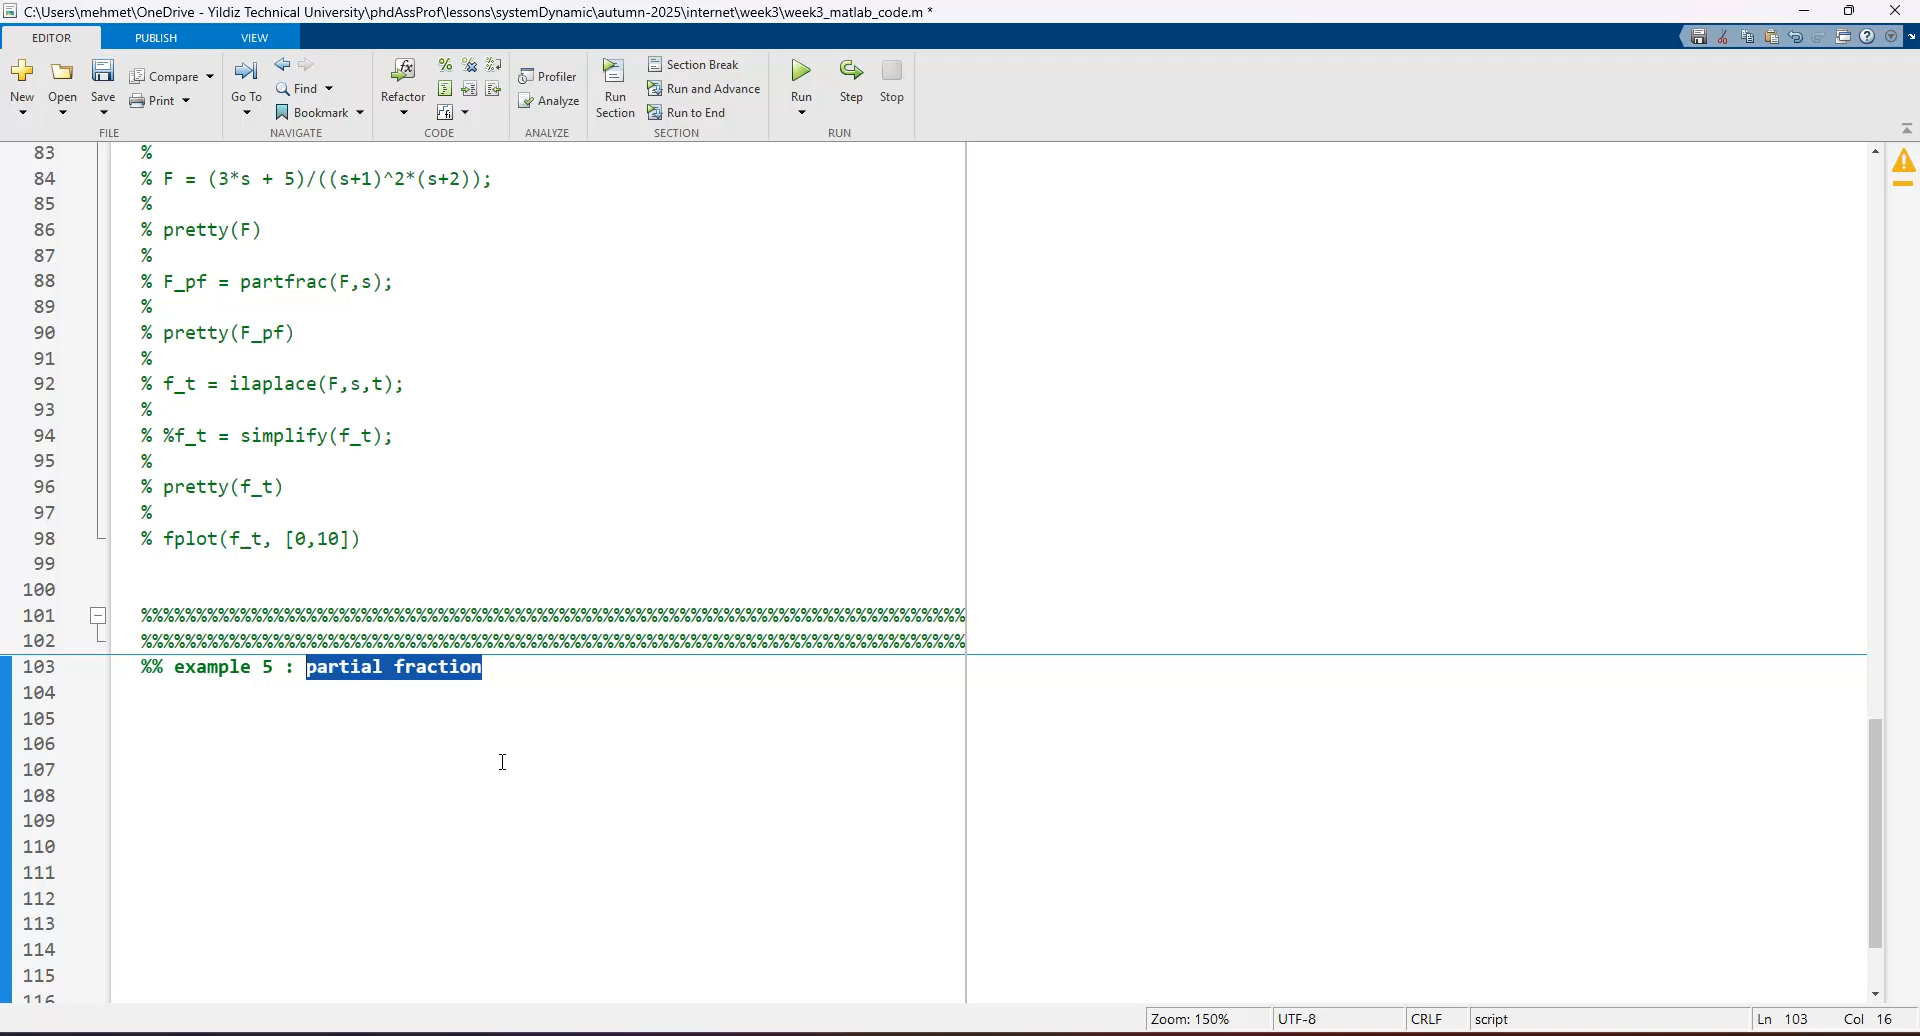 C:\Users\mehmet\OneDrive - Yildiz Technical University\phdAssProf\lessons\systemDynamic\autumn-2025\internet\week3\week3_matlab_code.m *
EDITOR PUBLISH VIEW
New Open Save Compare Print Go To Find Bookmark Refactor Profiler Analyze Run Section Section Break Run and Advance Run to End Run Step Stop
FILE NAVIGATE CODE ANALYZE SECTION RUN
83 %
84 % F = (3*s + 5)/((s+1)^2*(s+2));
85 %
86 % pretty(F)
87 %
88 % F_pf = partfrac(F,s);
89 %
90 % pretty(F_pf)
91 %
92 % f_t = ilaplace(F,s,t);
93 %
94 % %f_t = simplify(f_t);
95 %
96 % pretty(f_t)
97 %
98 % fplot(f_t, [0,10])
99
100
101 %%%%%%%%%%%%%%%%%%%%%%%%%%%%%%%%%%%%%%%%%%%%%%%%%%%%%%%%%%%%%%%%%%%%%%%%%%%%%
102 %%%%%%%%%%%%%%%%%%%%%%%%%%%%%%%%%%%%%%%%%%%%%%%%%%%%%%%%%%%%%%%%%%%%%%%%%%%%%
103 %% example 5 : partial fraction
104
105
106
107
108
109
110
111
112
113
114
115
116
Zoom: 150% UTF-8 CRLF script Ln 103 Col 16